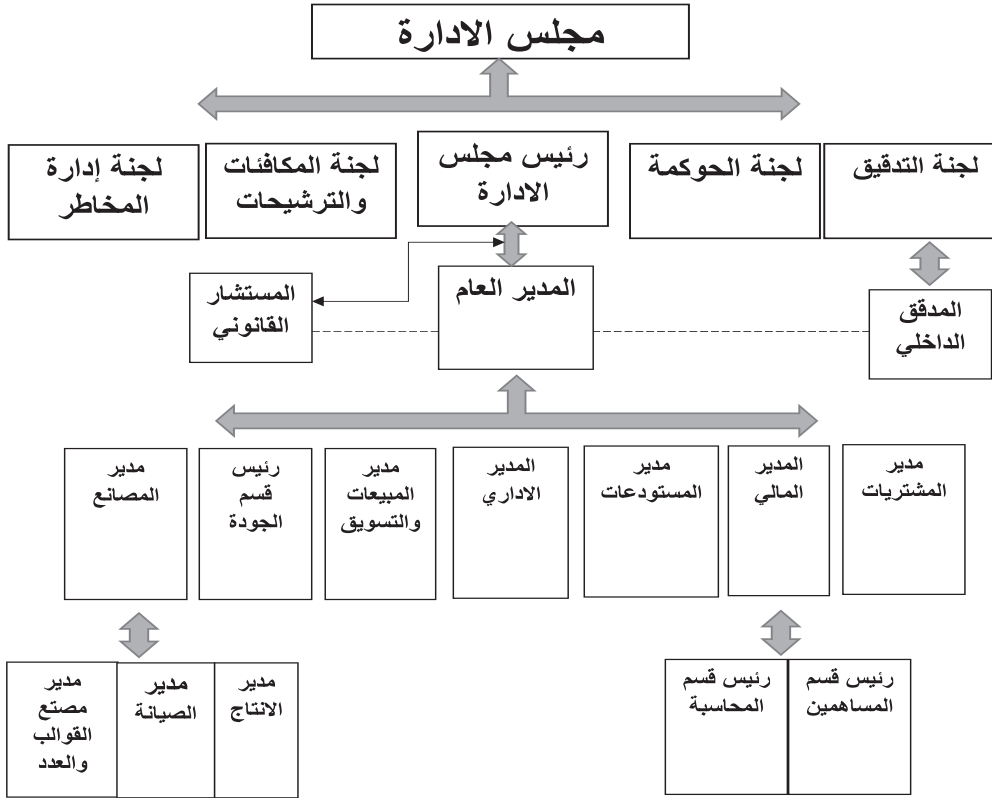 مجلس الادارة
لجنة التدقيق
لجنة الحوكمة
رئيس مجلس
الادارة
لجنة المكافئات
والترشيحات
لجنة إدارة
المخاطر
المدقق
الداخلي
المدير العام
المستشار
القانوني
مدير
المشتريات
المدير
المالي
مدير
المستودعات
المدير
الاداري
مدير
المبيعات
والتسويق
رئيس
قسم
الجودة
مدير
المصانع
رئيس قسم
المساهمين
رئيس قسم
المحاسبة
مدير
الانتاج
مدير
الصيانة
مدير
مصتع
القوالب
والعدد